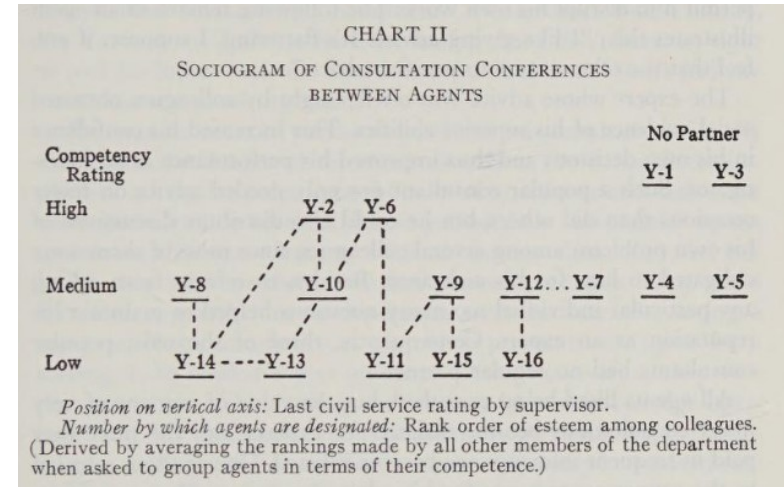 CHART II
SOCIOGRAM OF CONSULTATION CONFERENCES
BETWEEN AGENTS
No Partner
Competency
Rating
Y-1 Y-3
High Y-2 Y-6
Medium Y-8 Y-10 Y-9 Y-12 Y-7 Y-4 Y-5
Low Y-14 Y-13 Y-11 Y-15 Y-16
Position on vertical axis: Last civil service rating by supervisor.
Number by which agents are designated: Rank order of esteem among colleagues.
(Derived by averaging the rankings made by all other members of the department
when asked to group agents in terms of their competence.)